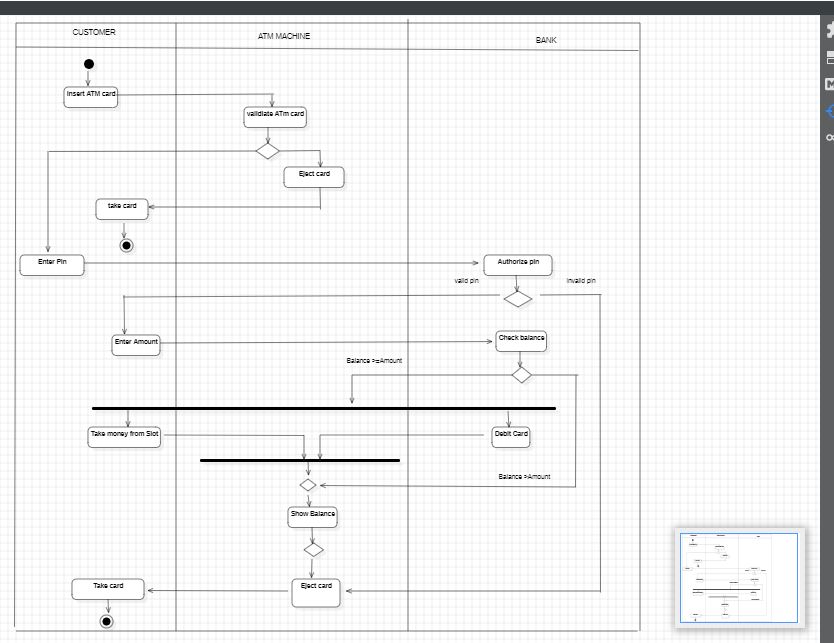 CUSTOMER
ATM MACHINE
BANK
Insert ATM card
validiate ATm card
Eject card
take card
Enter Pin
Authorize pin
valid pin
invalid pin
Enter Amount
Check balance
Balance >=Amount
Take money from Slot
Debit Card
Balance >Amount
Show Balance
Take card
Eject card